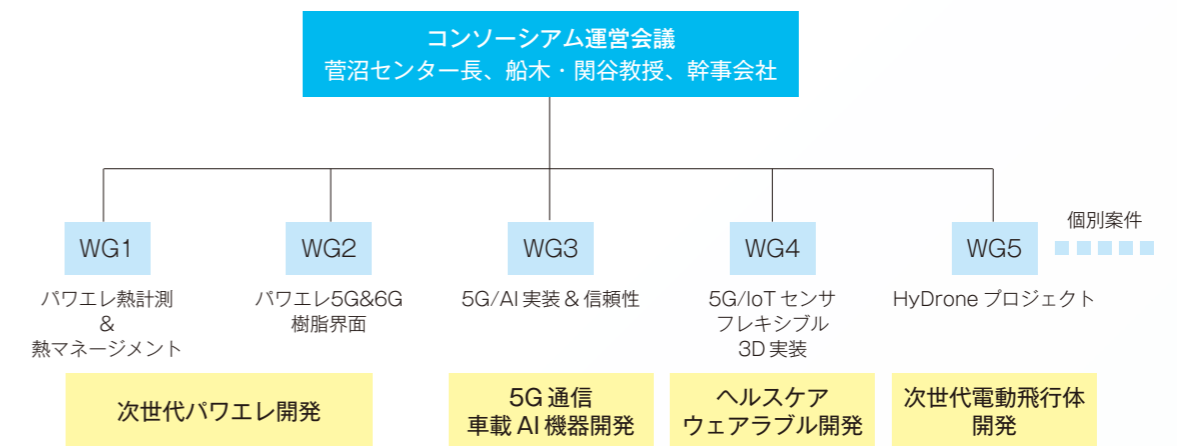 コンソーシアム運営会議
菅沼センター長、船木・関谷教授、幹事会社
WG1
WG2
WG3
WG4
WG5
個別案件
パワエレ熱計測
&
熱マネージメント
パワエレ5G&6G
樹脂界面
5G/AI 実装 & 信頼性
5G/IoT センサ
フレキシブル
3D 実装
HyDrone プロジェクト
次世代パワエレ開発
5G 通信
車載 AI 機器開発
ヘルスケア
ウェアラブル開発
次世代電動飛行体
開発